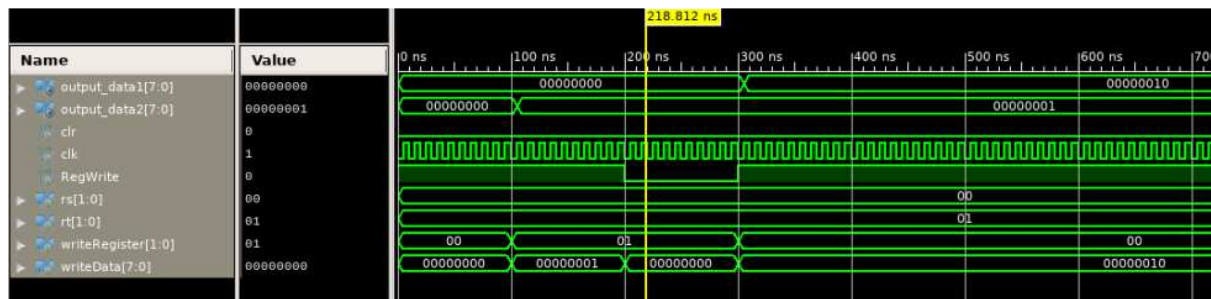 218.812 ns
Name Value 0 ns 100 ns 200 ns 300 ns 400 ns 500 ns 600 ns 70
output_data1[7:0] 00000000 00000000 00000010
output_data2[7:0] 00000001 00000000 00000001
clr 0
clk 1
RegWrite 0
rs[1:0] 00 00
rt[1:0] 01 01
writeRegister[1:0] 01 00 01 00
writeData[7:0] 00000000 00000000 00000001 00000000 00000010